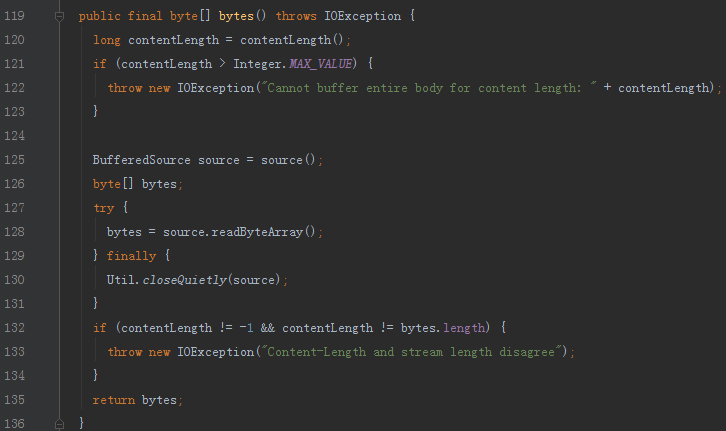 119 public final byte[] bytes() throws IOException {
120 long contentLength = contentLength();
121 if (contentLength > Integer.MAX_VALUE) {
122 throw new IOException("Cannot buffer entire body for content length: " + contentLength);
123 }
124
125 BufferedSource source = source();
126 byte[] bytes;
127 try {
128 bytes = source.readByteArray();
129 } finally {
130 Util.closeQuietly(source);
131 }
132 if (contentLength != -1 && contentLength != bytes.length) {
133 throw new IOException("Content-Length and stream length disagree");
134 }
135 return bytes;
136 }